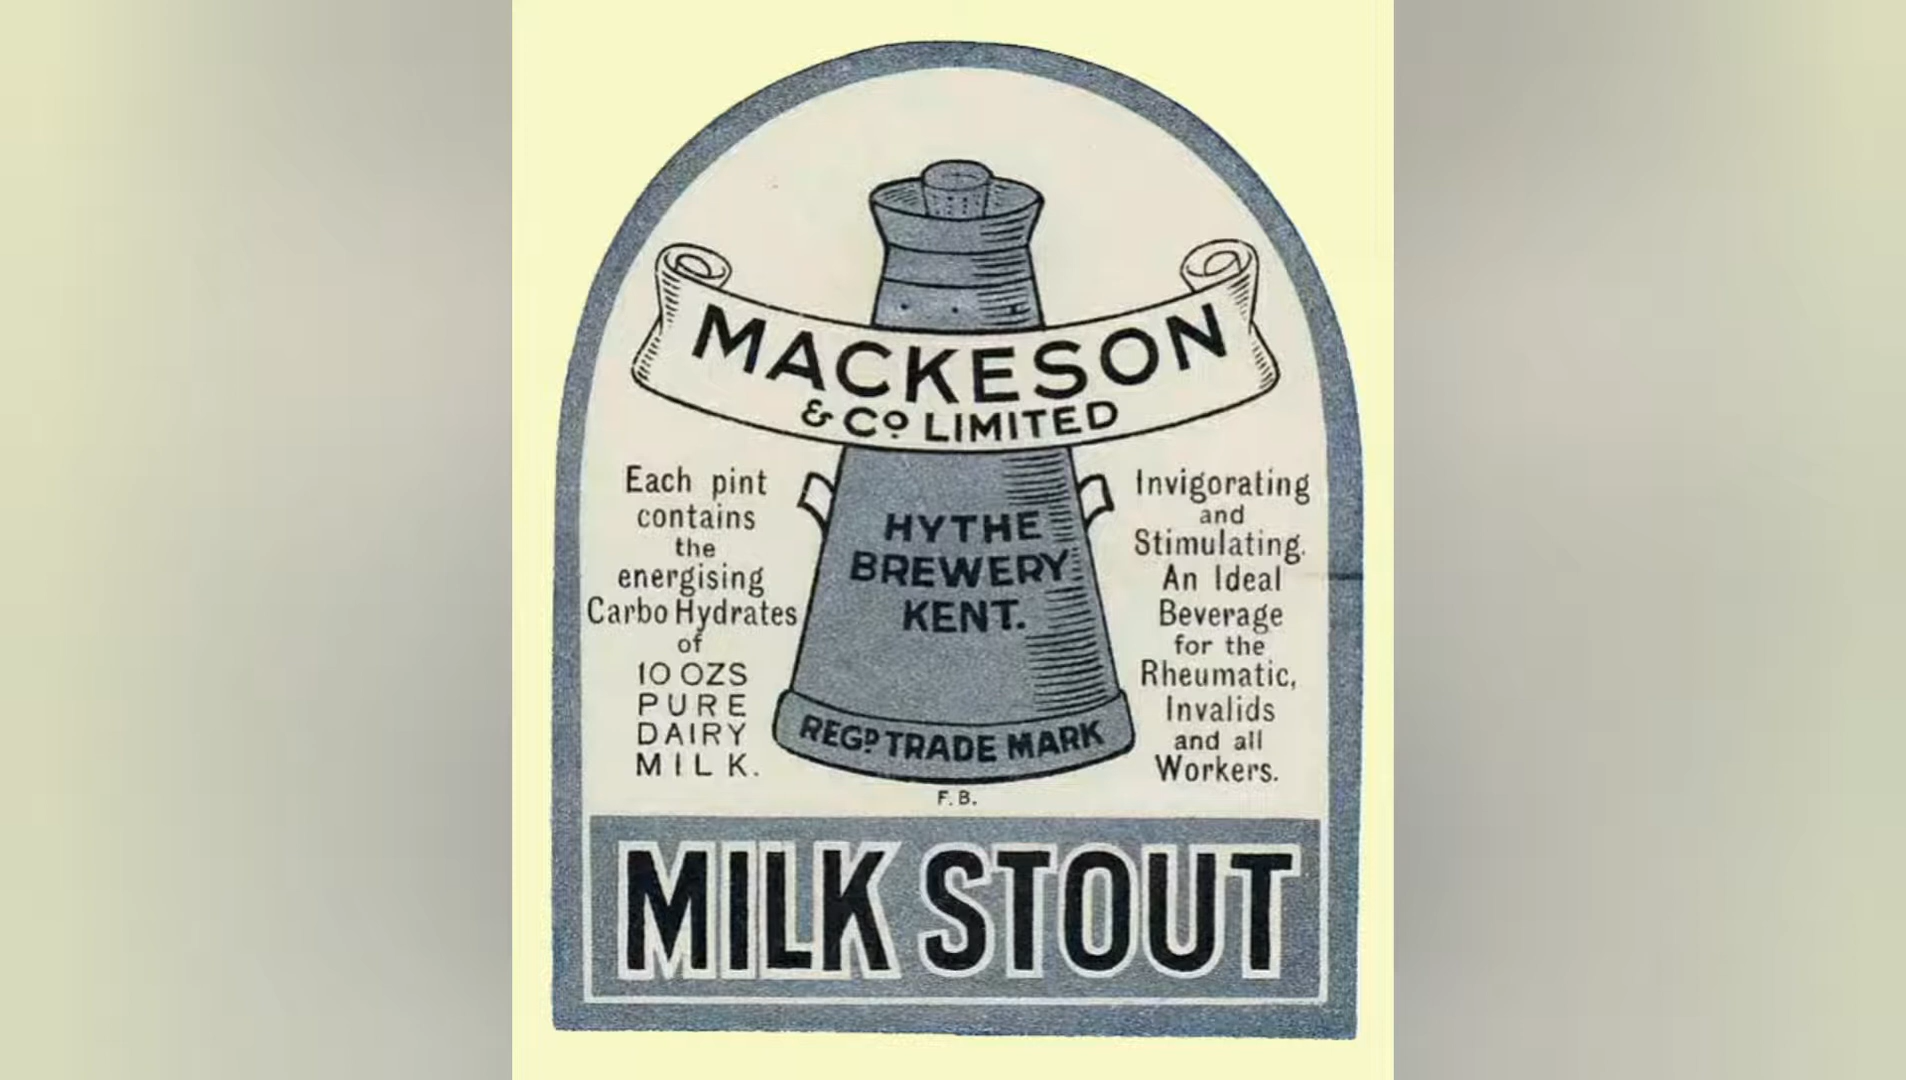 MACKESON
& Co LIMITED
Each pint
contains
the
energising
Carbo Hydrates
of
10 OZS
PURE
DAIRY
MILK.
HYTHE
BREWERY
KENT.
REGD TRADE MARK
Invigorating
and
Stimulating.
An Ideal
Beverage
for the
Rheumatic,
Invalids
and all
Workers.
F. B.
MILK STOUT